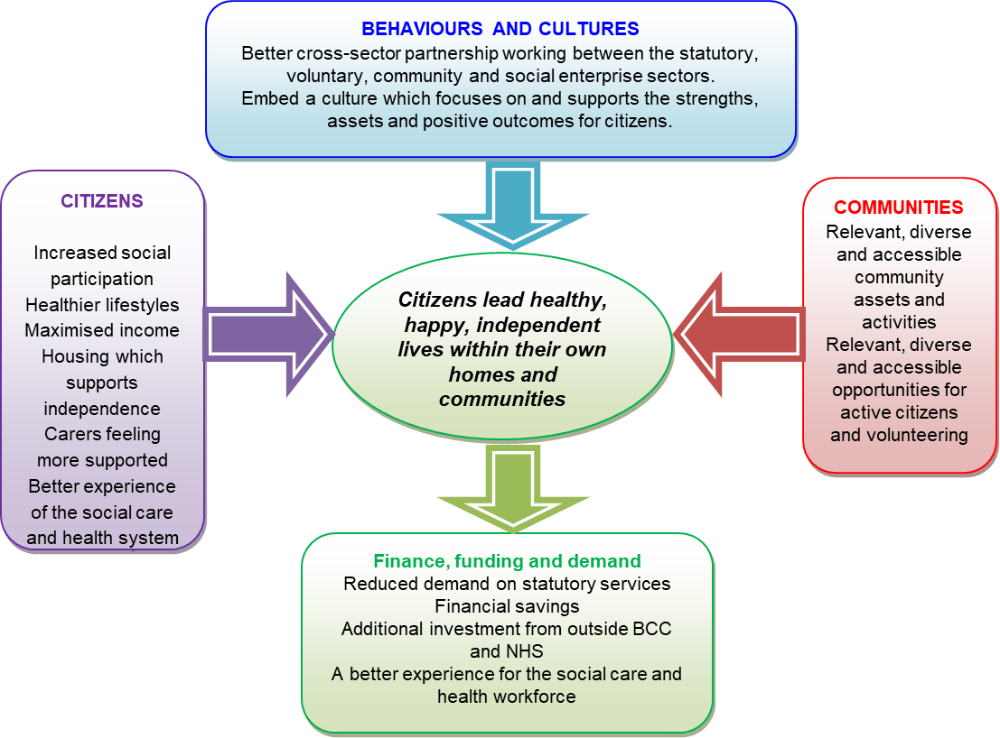 BEHAVIOURS AND CULTURES
Better cross-sector partnership working between the statutory,
voluntary, community and social enterprise sectors.
Embed a culture which focuses on and supports the strengths,
assets and positive outcomes for citizens.
CITIZENS
Increased social
participation
Healthier lifestyles
Maximised income
Housing which
supports
independence
Carers feeling
more supported
Better experience
of the social care
and health system
Citizens lead healthy,
happy, independent
lives within their own
homes and
communities
COMMUNITIES
Relevant, diverse
and accessible
community
assets and
activities
Relevant, diverse
and accessible
opportunities for
active citizens
and volunteering
Finance, funding and demand
Reduced demand on statutory services
Financial savings
Additional investment from outside BCC
and NHS
A better experience for the social care and
health workforce